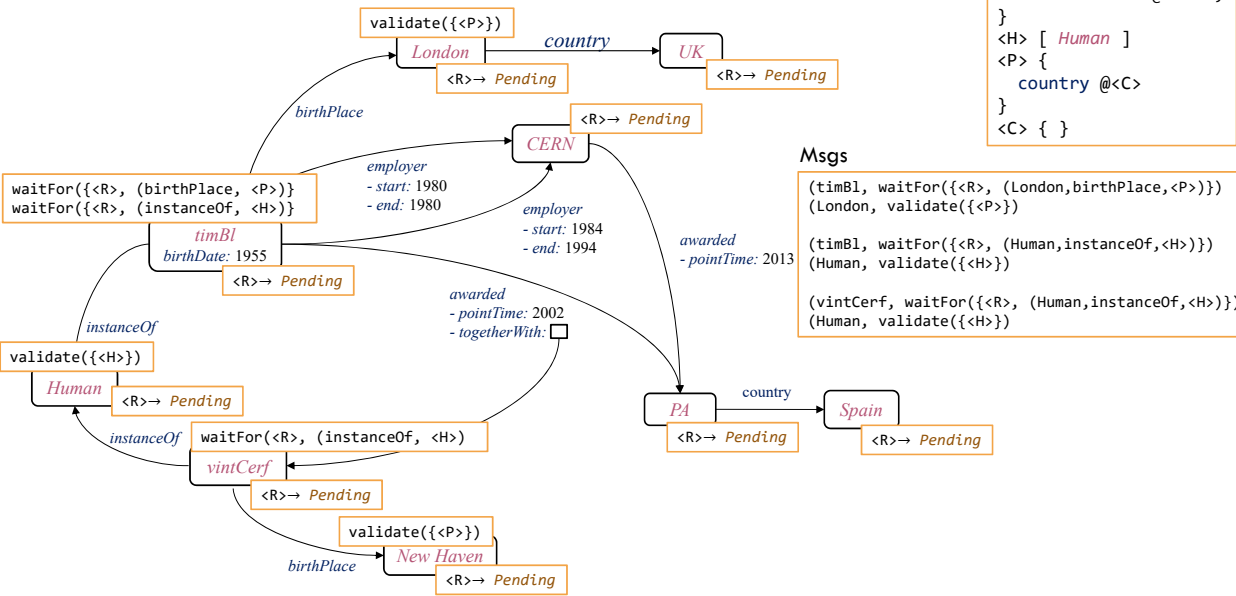 }
<H> [ Human ]
<P> {
country @<C>
}
<C> { }
validate({<P>})
London
<R>→ Pending
country
UK
<R>→ Pending
birthPlace
<R>→ Pending
CERN
employer
- start: 1980
- end: 1980
employer
- start: 1984
- end: 1994
waitFor({<R>, (birthPlace, <P>)}
waitFor({<R>, (instanceOf, <H>)}
timBl
birthDate: 1955
<R>→ Pending
awarded
- pointTime: 2013
Msgs
(timBl, waitFor({<R>, (London,birthPlace,<P>)})
(London, validate({<P>})
(timBl, waitFor({<R>, (Human,instanceOf,<H>)})
(Human, validate({<H>})
(vintCerf, waitFor({<R>, (Human,instanceOf,<H>)})
(Human, validate({<H>})
awarded
- pointTime: 2002
- togetherWith:
instanceOf
validate({<H>})
Human
<R>→ Pending
PA
<R>→ Pending
country
Spain
<R>→ Pending
instanceOf
waitFor(<R>, (instanceOf, <H>)
vintCerf
<R>→ Pending
birthPlace
validate({<P>})
New Haven
<R>→ Pending